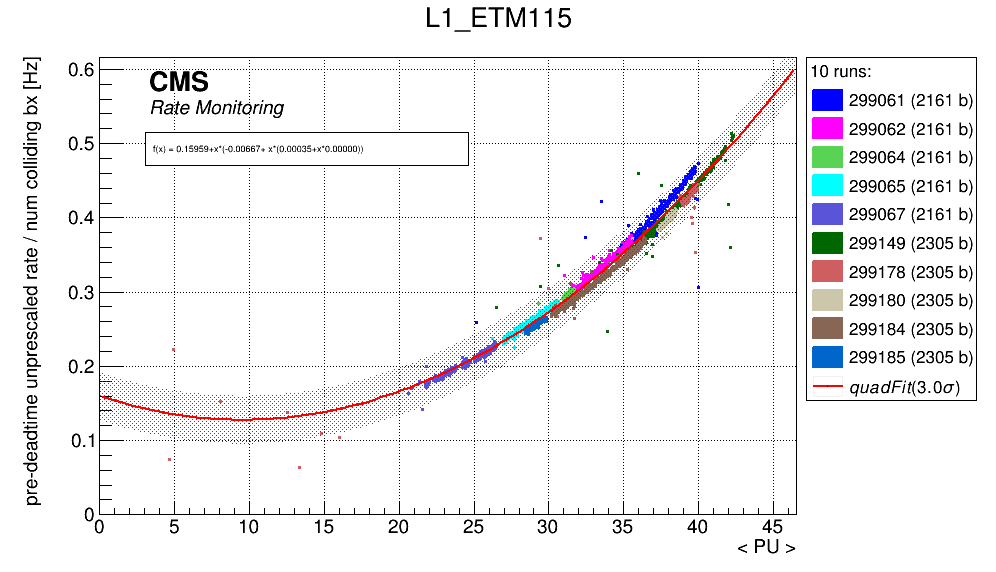 L1_ETM115
pre-deadtime unprescaled rate / num colliding bx [Hz]
0.6
0.5
0.4
0.3
0.2
0.1
0
CMS
Rate Monitoring
f(x) = 0.15959+x*(-0.00667+ x*(0.00035+x*0.00000))
0 5 10 15 20 25 30 35 40 45
< PU >
10 runs:
299061 (2161 b)
299062 (2161 b)
299064 (2161 b)
299065 (2161 b)
299067 (2161 b)
299149 (2305 b)
299178 (2305 b)
299180 (2305 b)
299184 (2305 b)
299185 (2305 b)
quadFit(3.0σ)